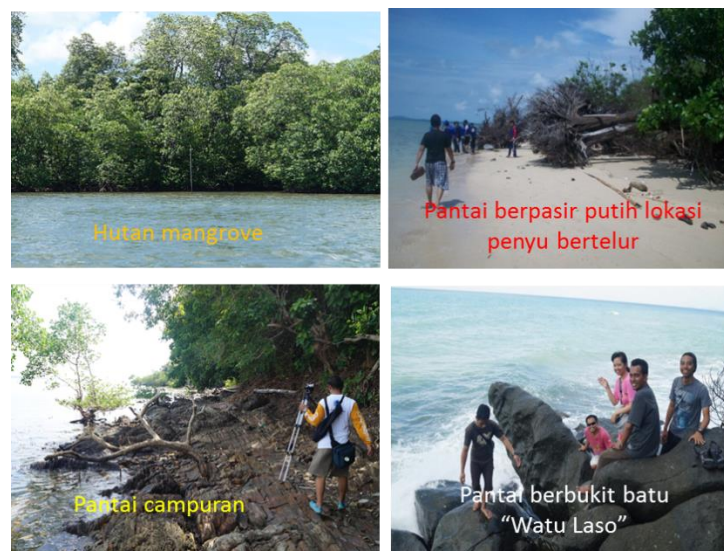 Hutan mangrove
Pantai berpasir putih lokasi
penyu bertelur
Pantai campuran
Pantai berbukit batu
“Watu Laso”